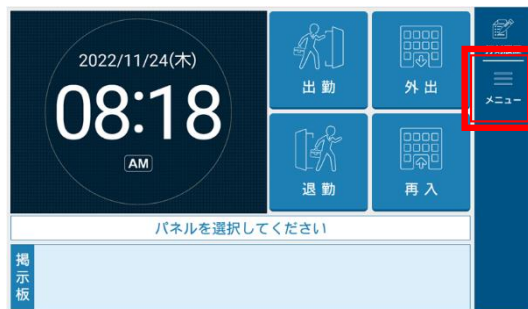 2022/11/24(木)
08:18
AM
出勤
外出
退勤
再入
メニュー
パネルを選択してください
掲示板